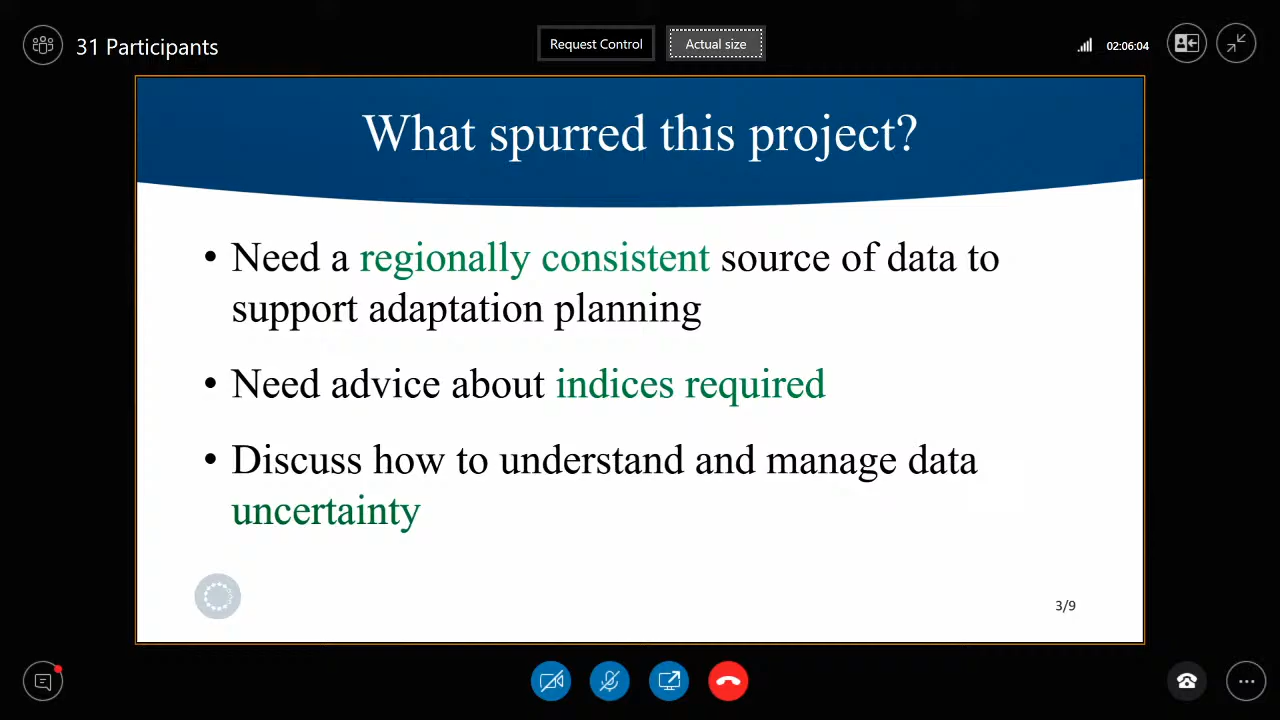 31 Participants
Request Control
Actual size
02:06:04
What spurred this project?
• Need a regionally consistent source of data to
support adaptation planning
• Need advice about indices required
• Discuss how to understand and manage data
uncertainty
3/9